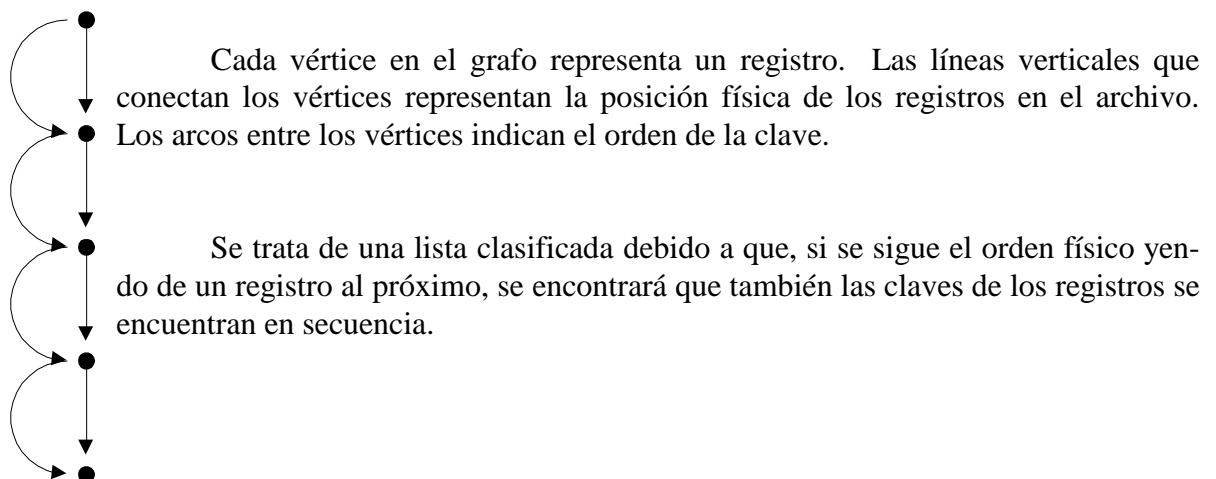 Cada vértice en el grafo representa un registro. Las líneas verticales que
conectan los vértices representan la posición física de los registros en el archivo.
Los arcos entre los vértices indican el orden de la clave.
Se trata de una lista clasificada debido a que, si se sigue el orden físico yen-
do de un registro al próximo, se encontrará que también las claves de los registros se
encuentran en secuencia.